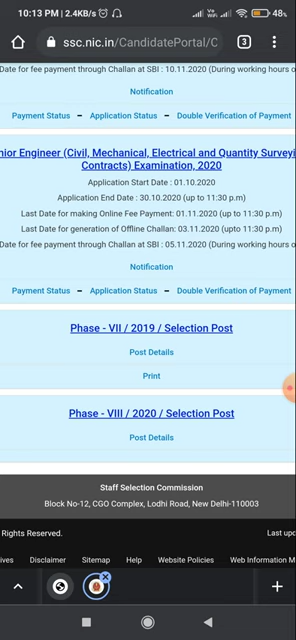 10:13 PM | 2.4KB/s
48%
ssc.nic.in/CandidatePortal/C
3
Date for fee payment through Challan at SBI : 10.11.2020 (During working hours o
Notification
Payment Status - Application Status - Double Verification of Payment
nior Engineer (Civil, Mechanical, Electrical and Quantity Surveyi
Contracts) Examination, 2020
Application Start Date : 01.10.2020
Application End Date : 30.10.2020 (up to 11:30 p.m)
Last Date for making Online Fee Payment: 01.11.2020 (up to 11:30 p.m)
Last Date for generation of Offline Challan: 03.11.2020 (upto 11:30 p.m)
Date for fee payment through Challan at SBI : 05.11.2020 (During working hours o
Notification
Payment Status - Application Status - Double Verification of Payment
Phase - VII / 2019 / Selection Post
Post Details
Print
Phase - VIII / 2020 / Selection Post
Post Details
Staff Selection Commission
Block No-12, CGO Complex, Lodhi Road, New Delhi-110003
Rights Reserved.
Last upd
ives Disclaimer Sitemap Help Website Policies Web Information M